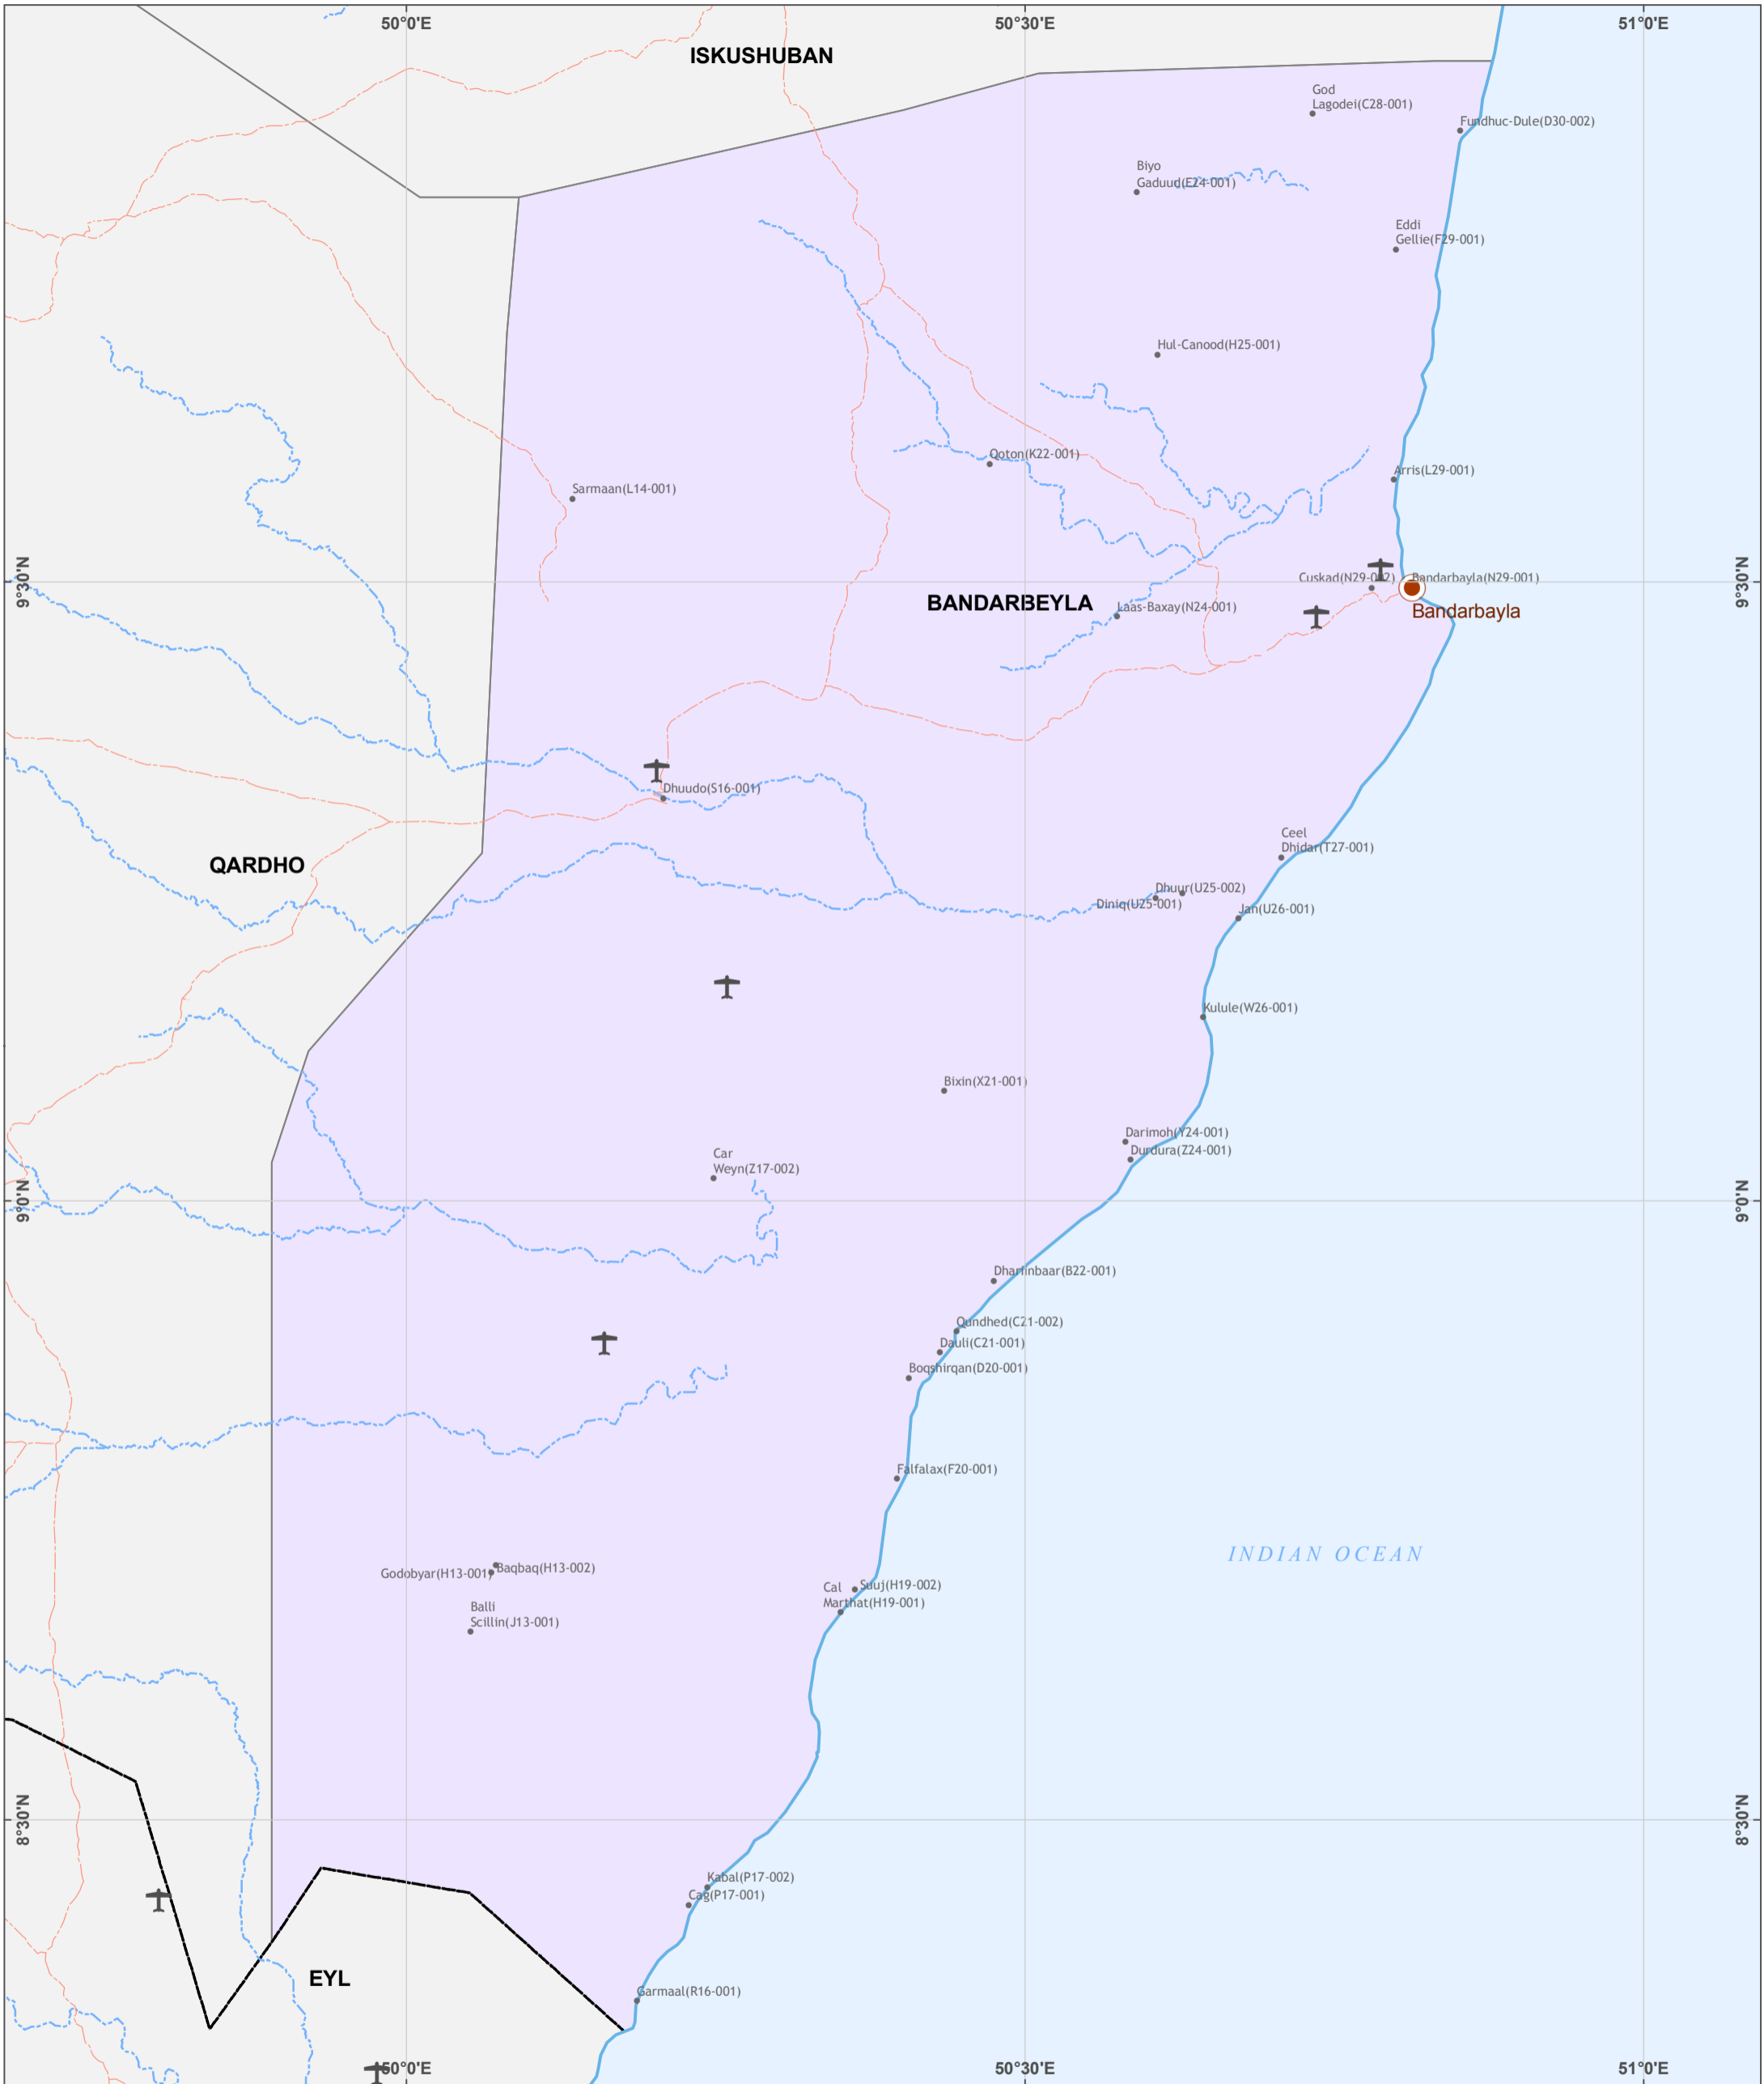 50°0'E
50°30'E
51°0'E
ISKUSHUBAN
God
Lagodei(C28-001)
Fundhuc-Dule(D30-002)
Biyo
Gaduud(E24-001)
Eddi
Gellie(F29-001)
Hul-Canood(H25-001)
Qoton(K22-001)
Arris(L29-001)
Sarmaan(L14-001)
9°30'N
9°30'N
Cuskad(N29-002)
Bandarbayla(N29-001)
BANDARBEYLA
Laas-Baxay(N24-001)
Bandarbayla
Dhuudo(S16-001)
Ceel
Dhidar(T27-001)
QARDHO
Dhuur(U25-002)
Diniq(U25-001)
Jan(U26-001)
Kulule(W26-001)
Bixin(X21-001)
Darimoh(Y24-001)
Durdura(Z24-001)
Car
Weyn(Z17-002)
9°0'N
9°0'N
Dharinbaar(B22-001)
Qundhed(C21-002)
Dauli(C21-001)
Boqshirqan(D20-001)
Falfalax(F20-001)
INDIAN OCEAN
Baqbaq(H13-002)
Godobyar(H13-001)
Suuj(H19-002)
Cal
Marthat(H19-001)
Balli
Scillin(J13-001)
8°30'N
8°30'N
Kabal(P17-002)
Cag(P17-001)
EYL
Garmaal(R16-001)
50°0'E
50°30'E
51°0'E